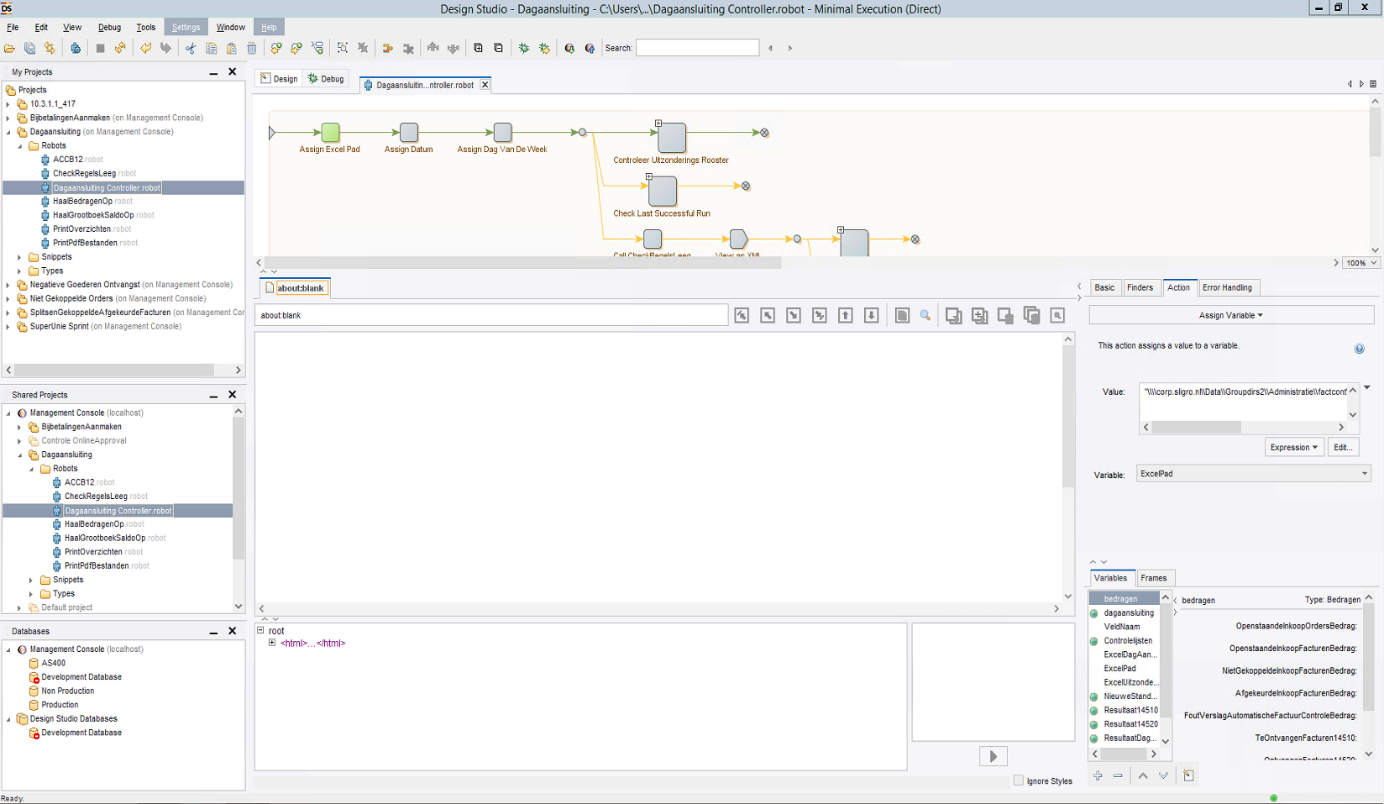 DS
Design Studio - Dagaansluiting - C:\Users\...\Dagaansluiting Controller.robot - Minimal Execution (Direct)
File Edit View Debug Tools Settings Window Help
Search:
My Projects
Projects
10.3.1.1_417
BijbetalingenAanmaken (on Management Console)
Dagaansluiting (on Management Console)
Robots
ACCB12.robot
CheckRegelsLeeg.robot
Dagaansluiting Controller.robot
HaalBedragenOp.robot
HaalGrootboekSaldoOp.robot
PrintOverzichten.robot
PrintPdfBestanden.robot
Snippets
Types
Negatieve Goederen Ontvangst (on Management Console)
Niet Gekoppelde Orders (on Management Console)
SplitsenGekoppeldeAfgekeurdeFacturen (on Management Con
SuperUnie Sprint (on Management Console)
Shared Projects
Management Console (localhost)
BijbetalingenAanmaken
Controle OnlineApproval
Dagaansluiting
Robots
ACCB12.robot
CheckRegelsLeeg.robot
Dagaansluiting Controller.robot
HaalBedragenOp.robot
HaalGrootboekSaldoOp.robot
PrintOverzichten.robot
PrintPdfBestanden.robot
Snippets
Types
Default project
Databases
Management Console (localhost)
AS400
Development Database
Non Production
Production
Design Studio Databases
Development Database
Ready.
Design Debug Dagaansluitin...ntroller.robot
Assign Excel Pad Assign Datum Assign Dag Van De Week Controleer Uitzonderings Rooster
Check Last Successful Run
Call CheckRegelsLeeg View as XML
100%
about:blank
about:blank
root
<html>...</html>
Ignore Styles
Basic Finders Action Error Handling
Assign Variable
This action assigns a value to a variable.
Value: "\\\\corp.sligro.nl\\Data\\Groupdirs2\\Administratie\\factcont
Expression Edit...
Variable: ExcelPad
Variables Frames
bedragen
dagaansluiting
VeldNaam
Controlelijsten
ExcelDagAan...
ExcelPad
ExcelUitzonde...
NieuweStand...
Resultaat14510
Resultaat14520
ResultaatDag...
bedragen Type: Bedragen
OpenstaandeInkoopOrdersBedrag:
OpenstaandeInkoopFacturenBedrag:
NietGekoppeldeInkoopFacturenBedrag:
AfgekeurdeInkoopFacturenBedrag:
FoutVerslagAutomatischeFactuurControleBedrag:
TeOntvangenFacturen14510:
OntvangenFacturen14520: